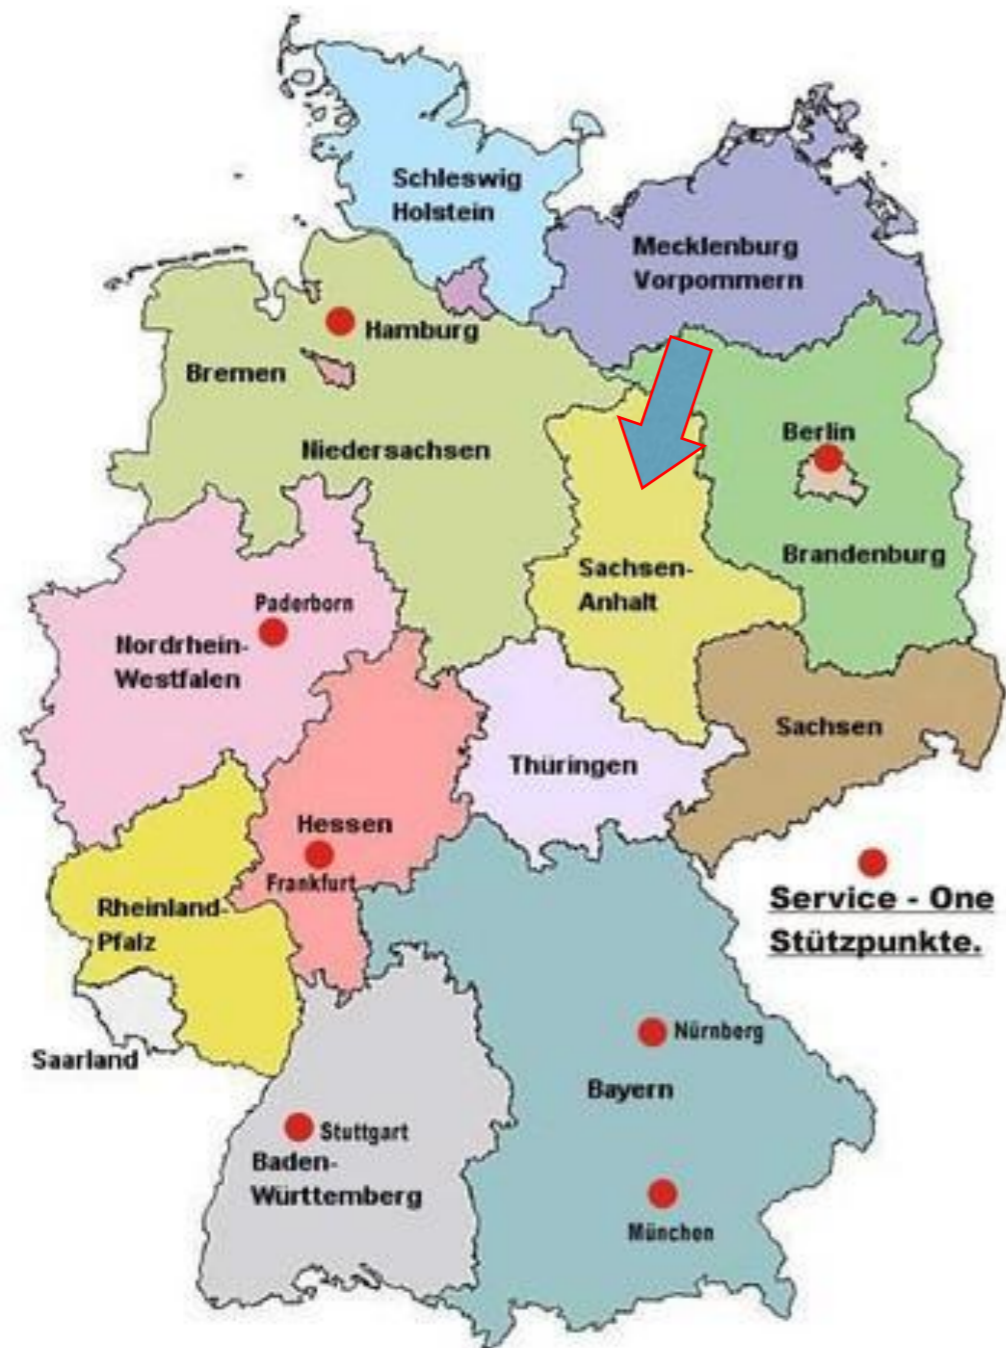 Schleswig
Holstein
Mecklenburg
Vorpommern
Hamburg
Bremen
Niedersachsen
Berlin
Brandenburg
Sachsen-
Anhalt
Paderborn
Nordrhein-
Westfalen
Sachsen
Thüringen
Hessen
Frankfurt
Rheinland-
Pfalz
Service - One
Stützpunkte.
Saarland
Nürnberg
Bayern
Stuttgart
Baden-
Württemberg
München